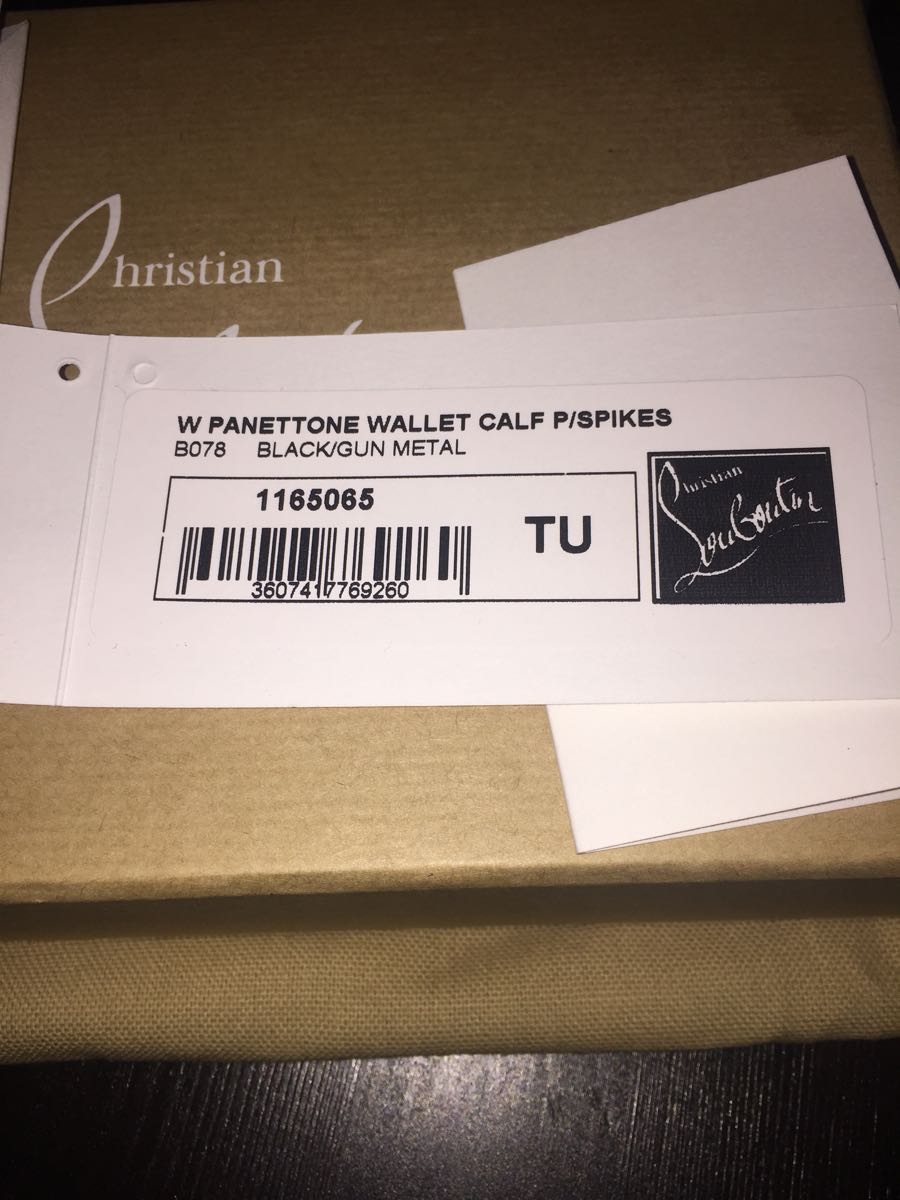 Christian
W PANETTONE WALLET CALF P/SPIKES
B078 BLACK/GUN METAL
1165065
TU
3607417769260
Christian
Louboutin